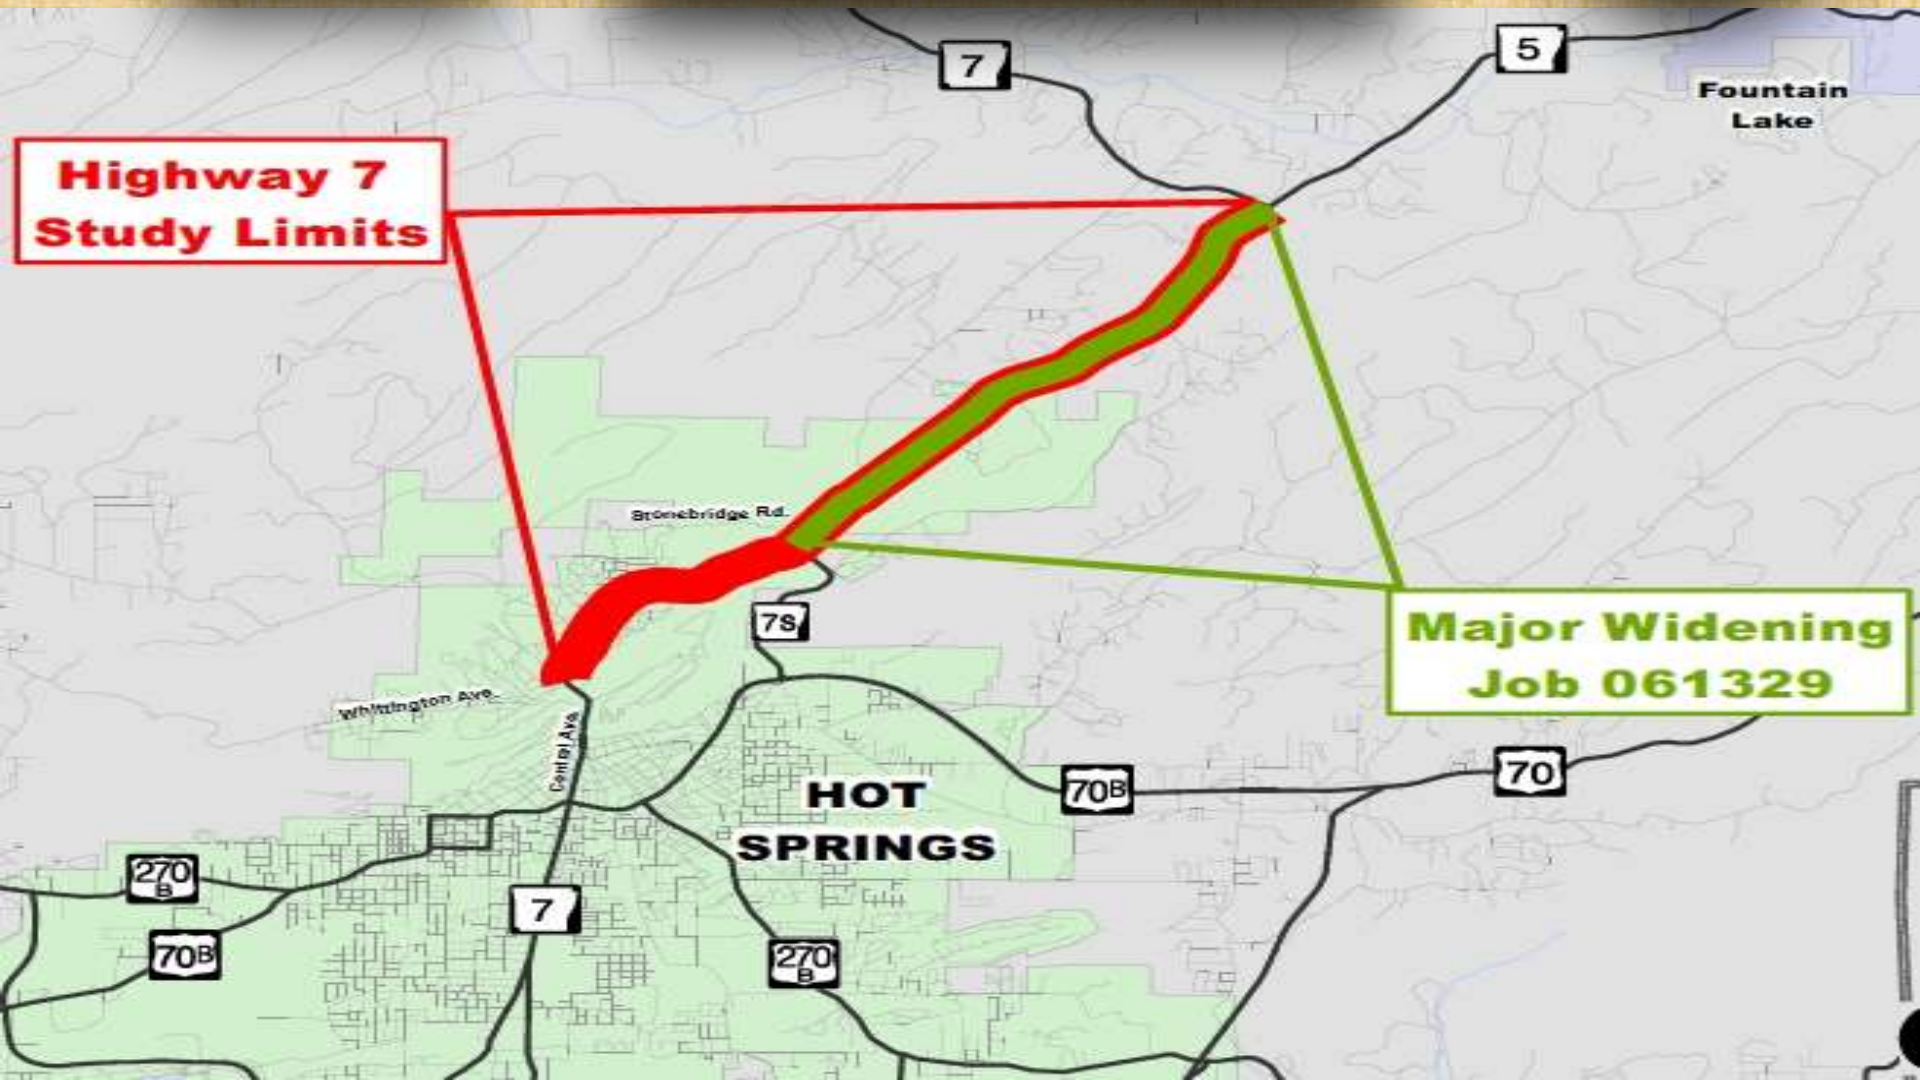 7
5
Fountain
Lake
Highway 7
Study Limits
Stonebridge Rd.
7S
Whittington Ave.
Central Ave.
Major Widening
Job 061329
70
70B
HOT
SPRINGS
270
B
7
70B
270
B